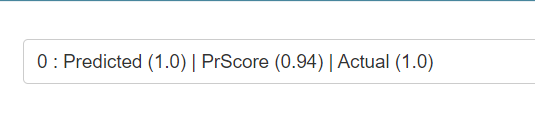 0 : Predicted (1.0) | PrScore (0.94) | Actual (1.0)